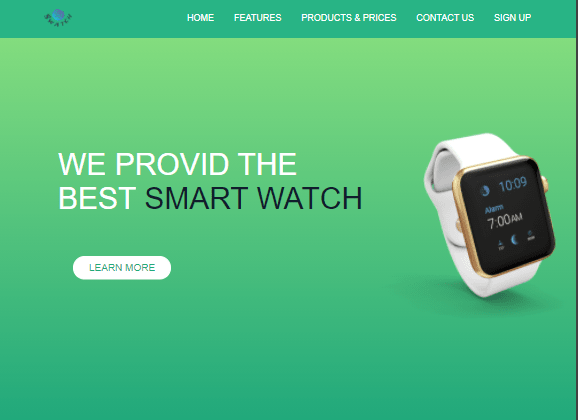 HOME FEATURES PRODUCTS & PRICES CONTACT US SIGN UP
WE PROVID THE
BEST SMART WATCH
LEARN MORE
10:09
Alarm
7:00AM